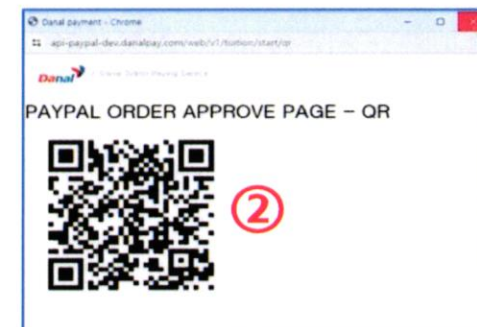 Danal payment - Chrome
api-paypal-dev.danalpay.com/web/v1/tuition/start/qr
Danal
PAYPAL ORDER APPROVE PAGE – QR
②